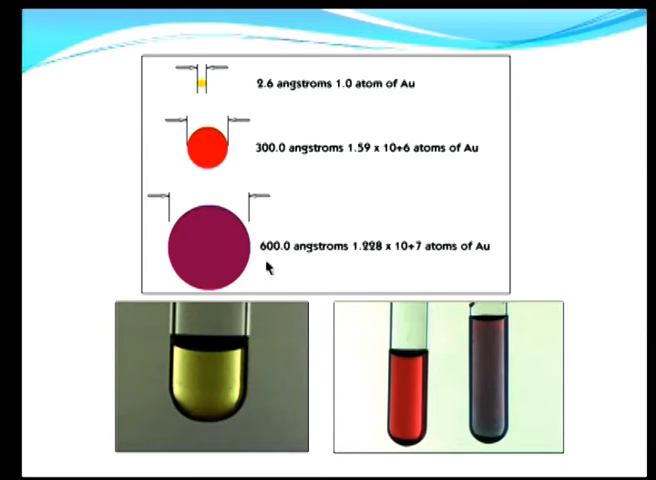 2.6 angstroms 1.0 atom of Au
300.0 angstroms 1.59 x 10+6 atoms of Au
600.0 angstroms 1.228 x 10+7 atoms of Au